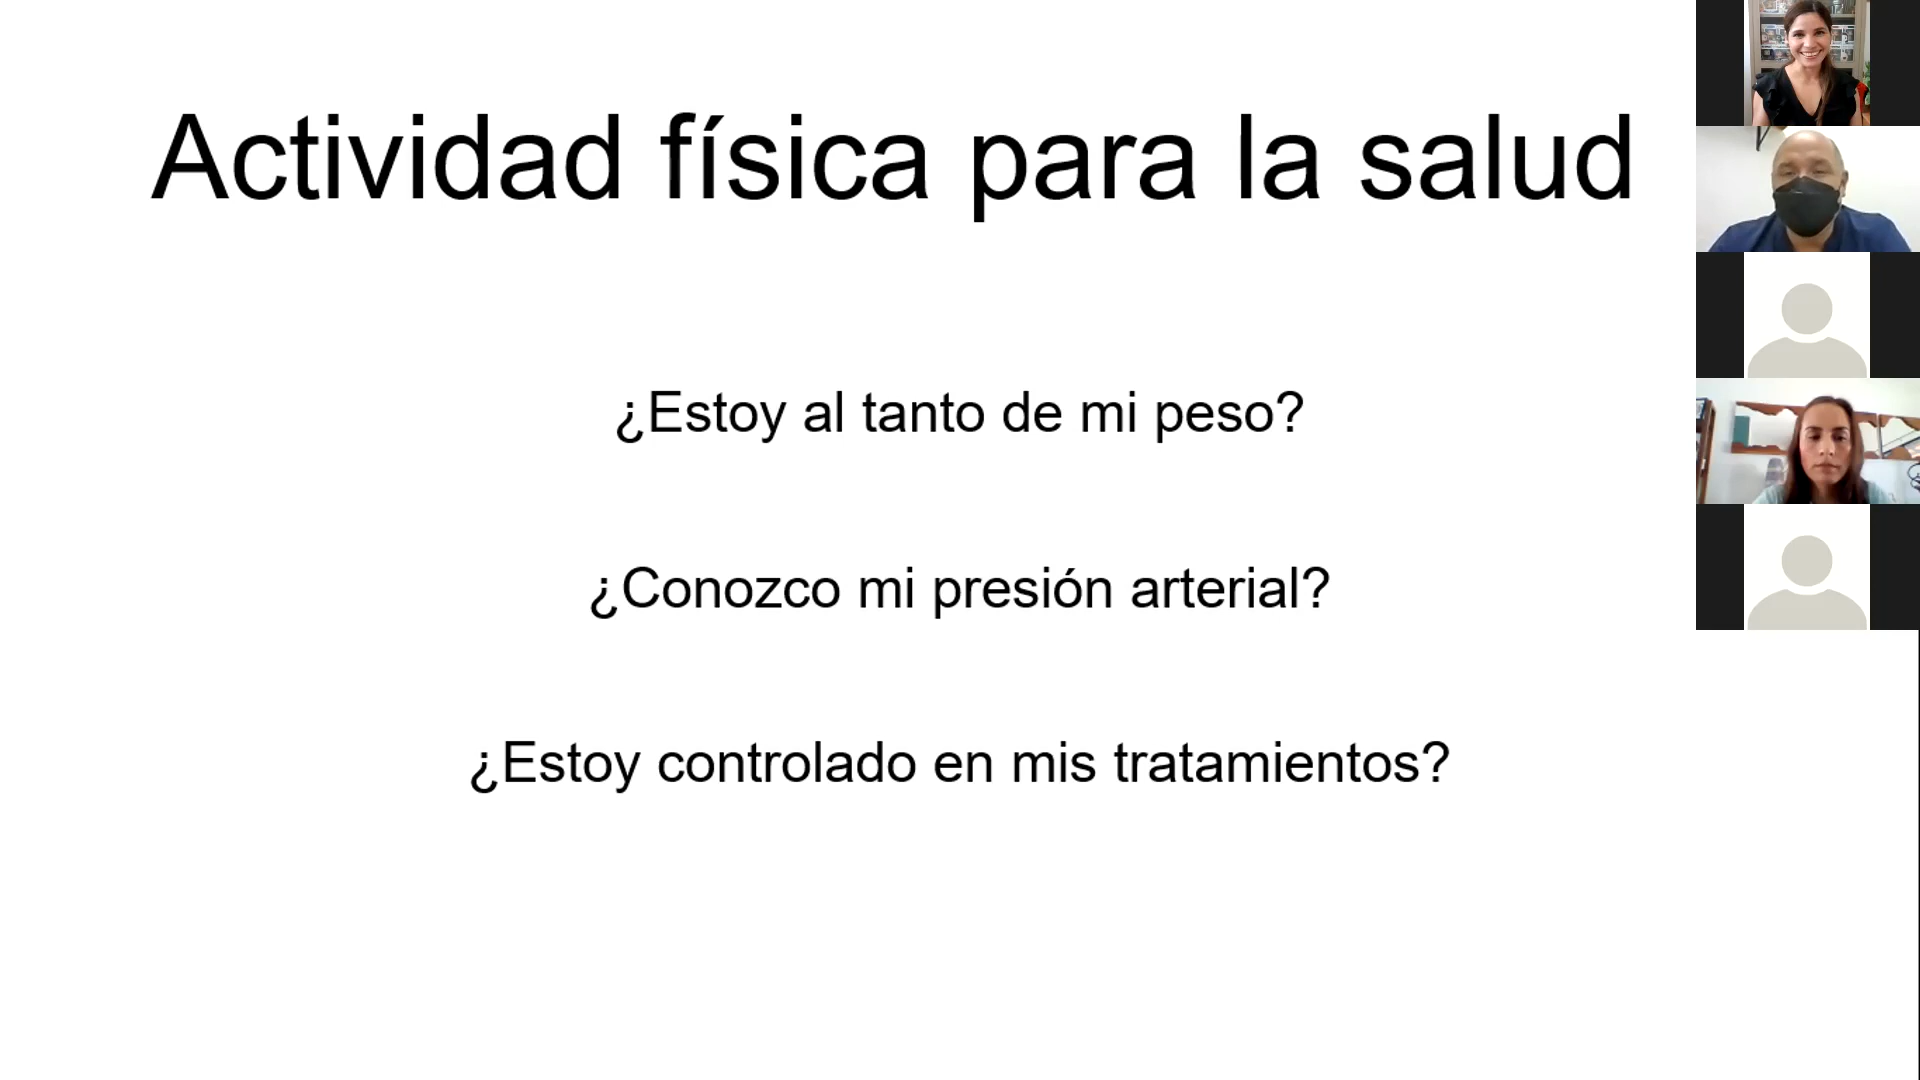 Actividad física para la salud
¿Estoy al tanto de mi peso?
¿Conozco mi presión arterial?
¿Estoy controlado en mis tratamientos?